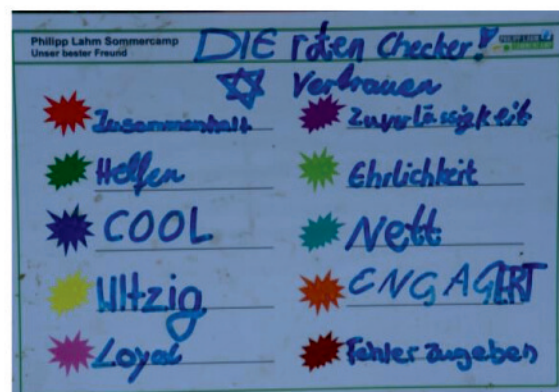 Philipp Lahm Sommercamp
Unser bester Freund
DIE roten Checker!
Vertrauen
Zusammenhalt
Zuverlässigkeit
Helfen
Ehrlichkeit
COOL
Nett
Witzig
ENGAGIERT
Loyal
Fehler zugeben